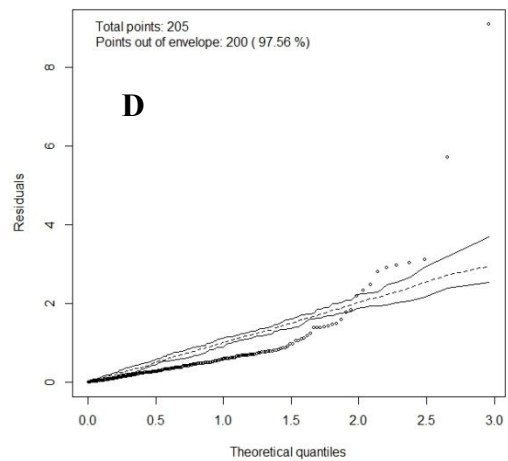 Total points: 205
Points out of envelope: 200 ( 97.56 %)
D
8
6
4
2
0
Residuals
0.0 0.5 1.0 1.5 2.0 2.5 3.0
Theoretical quantiles